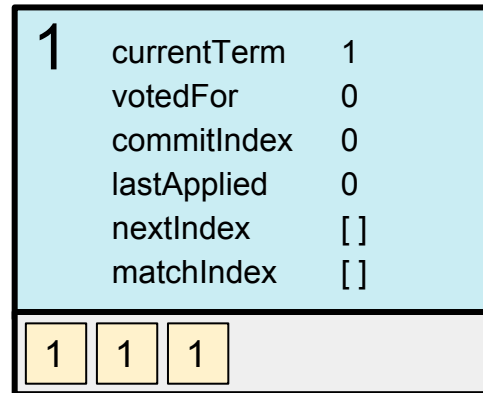 1
currentTerm 1
votedFor 0
commitIndex 0
lastApplied 0
nextIndex [ ]
matchIndex [ ]
1 1 1